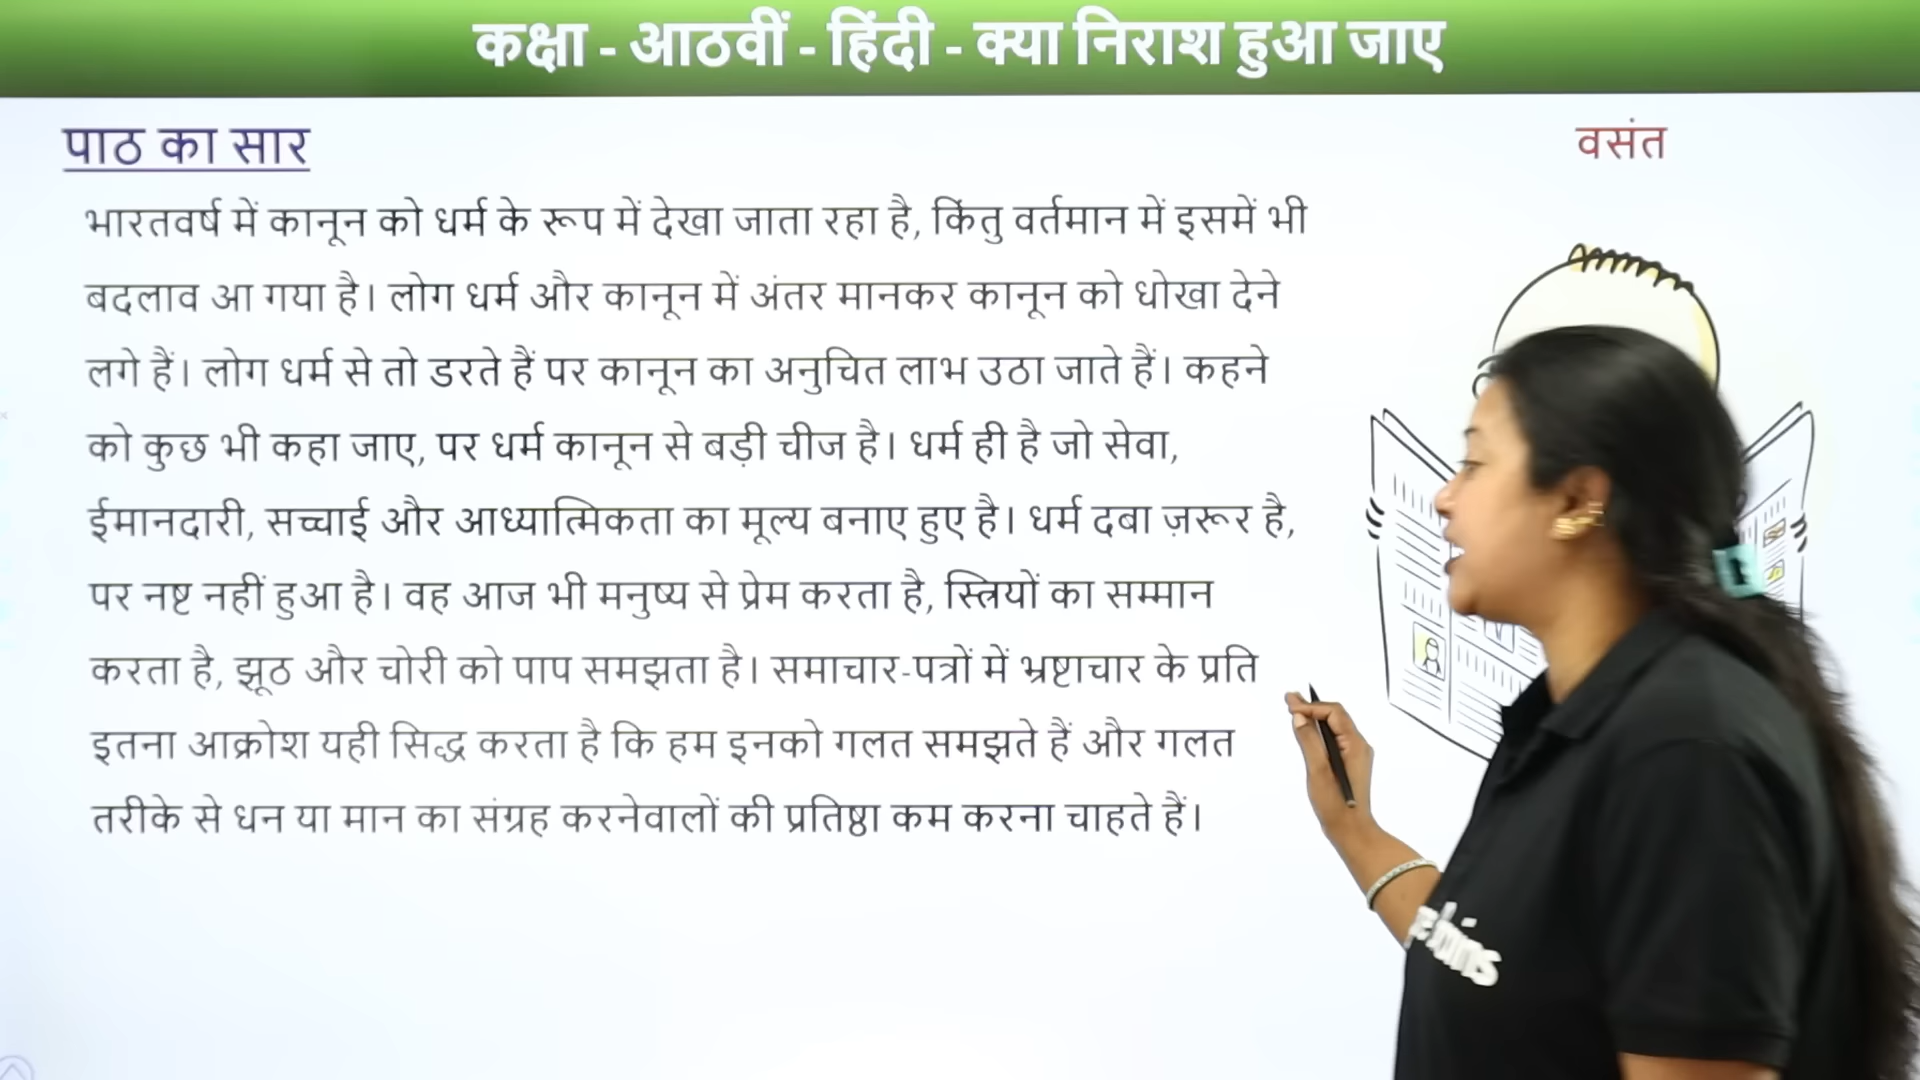 कक्षा - आठवीं - हिंदी - क्या निराश हुआ जाए
पाठ का सार
वसंत
भारतवर्ष में कानून को धर्म के रूप में देखा जाता रहा है, किंतु वर्तमान में इसमें भी
बदलाव आ गया है। लोग धर्म और कानून में अंतर मानकर कानून को धोखा देने
लगे हैं। लोग धर्म से तो डरते हैं पर कानून का अनुचित लाभ उठा जाते हैं। कहने
को कुछ भी कहा जाए, पर धर्म कानून से बड़ी चीज है। धर्म ही है जो सेवा,
ईमानदारी, सच्चाई और आध्यात्मिकता का मूल्य बनाए हुए है। धर्म दबा ज़रूर है,
पर नष्ट नहीं हुआ है। वह आज भी मनुष्य से प्रेम करता है, स्त्रियों का सम्मान
करता है, झूठ और चोरी को पाप समझता है। समाचार-पत्रों में भ्रष्टाचार के प्रति
इतना आक्रोश यही सिद्ध करता है कि हम इनको गलत समझते हैं और गलत
तरीके से धन या मान का संग्रह करनेवालों की प्रतिष्ठा कम करना चाहते हैं।